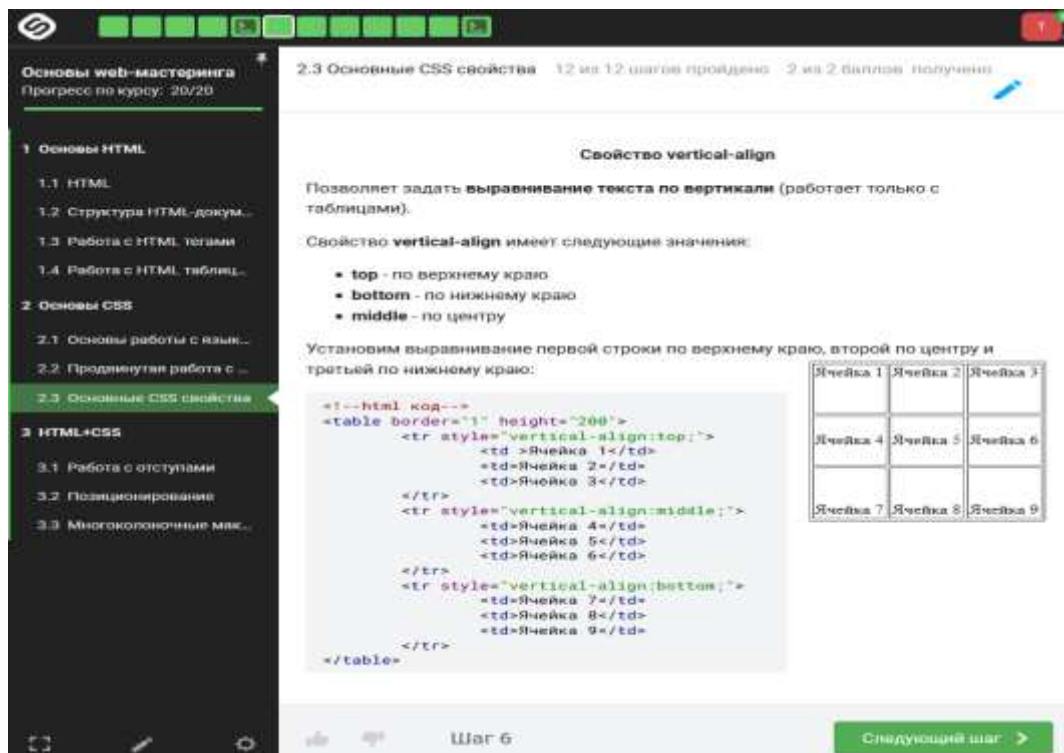 1
Основы web-мастеринга
Прогресс по курсу: 20/20
1 Основы HTML
1.1 HTML
1.2 Структура HTML-докум...
1.3 Работа с HTML тегами
1.4 Работа с HTML таблиц...
2 Основы CSS
2.1 Основы работы с язык...
2.2 Продвинутая работа с ...
2.3 Основные CSS свойства
3 HTML+CSS
3.1 Работа с отступами
3.2 Позиционирование
3.3 Многоколоночные мак...
2.3 Основные CSS свойства 12 из 12 шагов пройдено 2 из 2 баллов получено
Свойство vertical-align
Позволяет задать выравнивание текста по вертикали (работает только с
таблицами).
Свойство vertical-align имеет следующие значения:
• top - по верхнему краю
• bottom - по нижнему краю
• middle - по центру
Установим выравнивание первой строки по верхнему краю, второй по центру и
третьей по нижнему краю:
<!--html код-->
<table border="1" height="200">
<tr style="vertical-align:top;">
<td >Ячейка 1</td>
<td>Ячейка 2</td>
<td>Ячейка 3</td>
</tr>
<tr style="vertical-align:middle;">
<td>Ячейка 4</td>
<td>Ячейка 5</td>
<td>Ячейка 6</td>
</tr>
<tr style="vertical-align:bottom;">
<td>Ячейка 7</td>
<td>Ячейка 8</td>
<td>Ячейка 9</td>
</tr>
</table>
Ячейка 1 Ячейка 2 Ячейка 3
Ячейка 4 Ячейка 5 Ячейка 6
Ячейка 7 Ячейка 8 Ячейка 9
Шаг 6
Следующий шаг